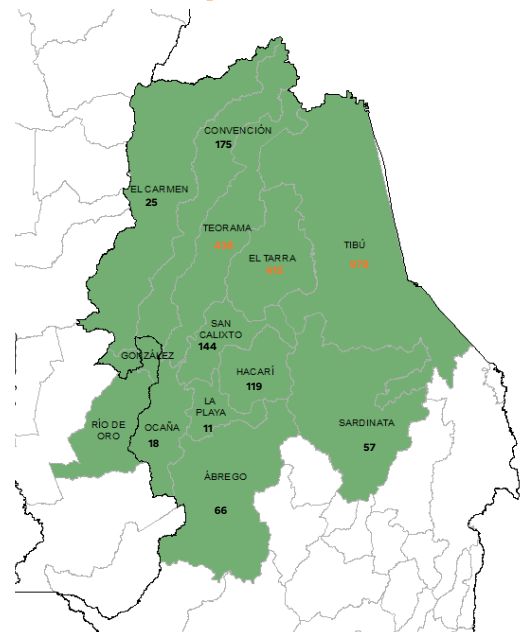 CONVENCIÓN
175
EL CARMEN
25
TEORAMA
TIBÚ
EL TARRA
SAN
CALIXTO
144
GONZÁLEZ
HACARÍ
119
LA
PLAYA
11
RÍO DE
ORO
OCAÑA
18
SARDINATA
57
ÁBREGO
66